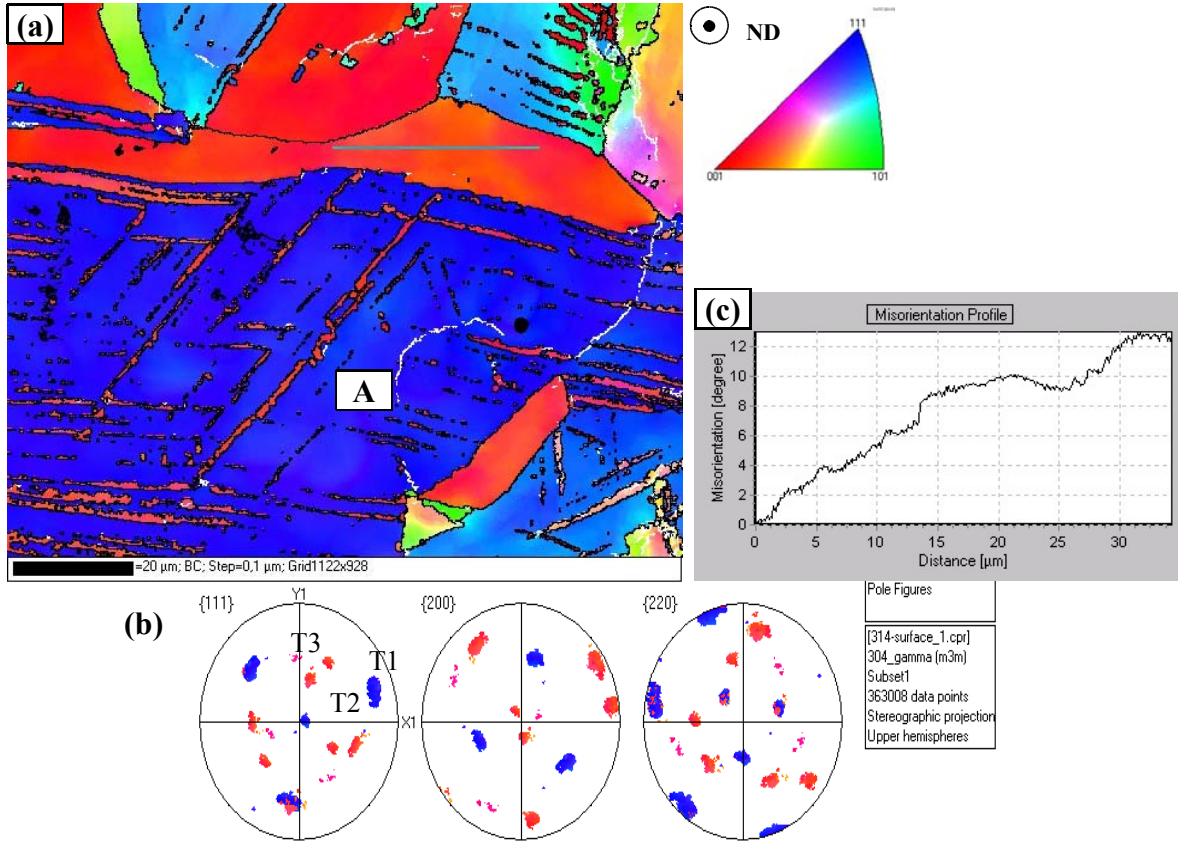 (a)
A
=20 µm; BC; Step=0,1 µm; Grid1122x928
ND
111
001
101
(c)
Misorientation Profile
Misorientation [degree]
12
10
8
6
4
2
0
0
5
10
15
20
25
30
Distance [µm]
(b)
{111}
Y1
X1
T3
T1
T2
{200}
{220}
Pole Figures
[314-surface_1.cpr]
304_gamma (m3m)
Subset1
363008 data points
Stereographic projection
Upper hemispheres